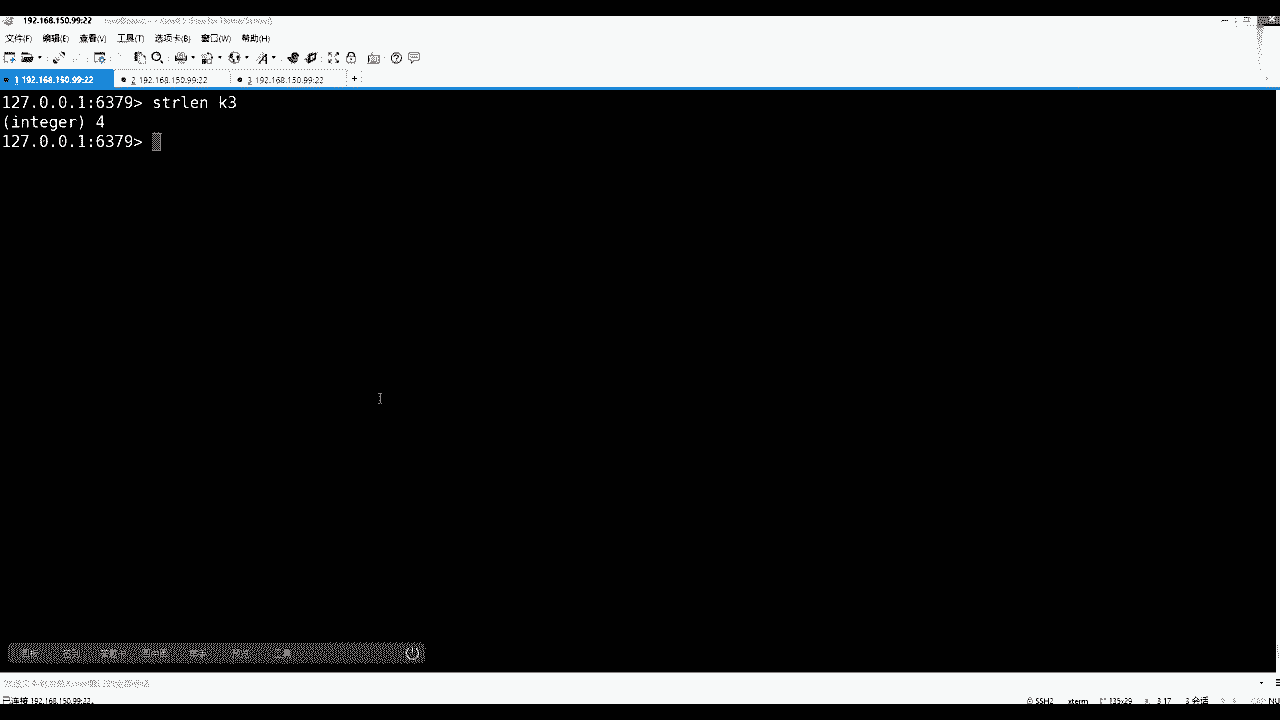 192.168.150.99:22
文件(F) 编辑(E) 查看(V) 工具(T) 选项卡(B) 窗口(W) 帮助(H)
1 192.168.150.99:22 2 192.168.150.99:22 3 192.168.150.99:22 +
127.0.0.1:6379> strlen k3
(integer) 4
127.0.0.1:6379>
已连接 192.168.150.99:22。 SSH2 xterm 135x29 3,17 3 会话 NU